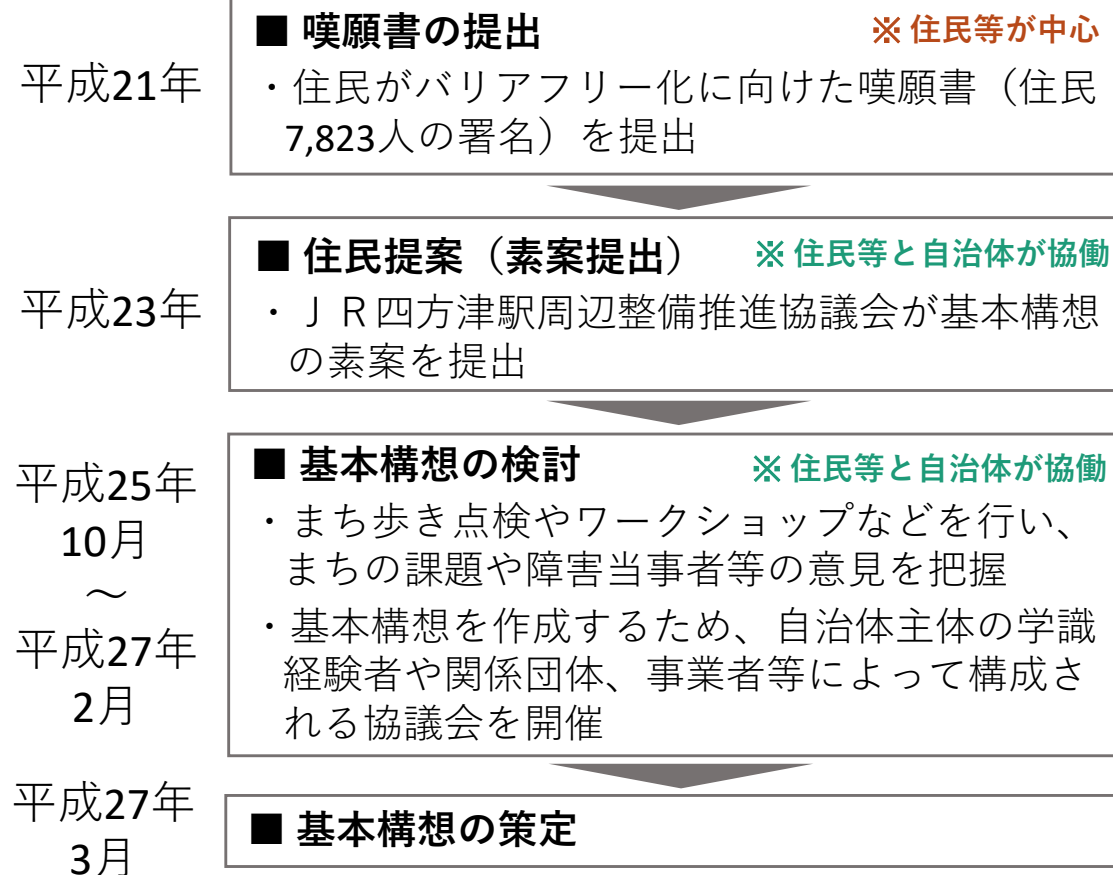 平成21年
■ 嘆願書の提出 ※ 住民等が中心
・住民がバリアフリー化に向けた嘆願書（住民
7,823人の署名）を提出
平成23年
■ 住民提案（素案提出） ※ 住民等と自治体が協働
・ＪＲ四方津駅周辺整備推進協議会が基本構想
の素案を提出
平成25年
10月
～
平成27年
2月
■ 基本構想の検討 ※ 住民等と自治体が協働
・まち歩き点検やワークショップなどを行い、
まちの課題や障害当事者等の意見を把握
・基本構想を作成するため、自治体主体の学識
経験者や関係団体、事業者等によって構成さ
れる協議会を開催
平成27年
3月
■ 基本構想の策定